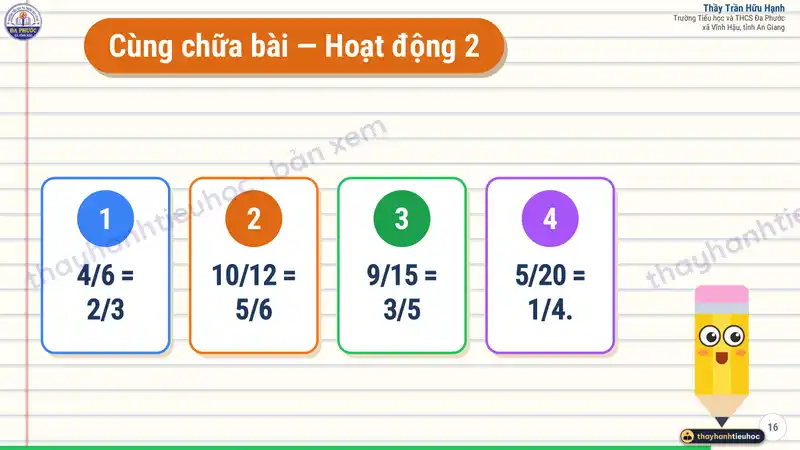 Thầy Trần Hữu Hạnh
Trường Tiểu học và THCS Đa Phước
xã Vĩnh Hậu, tỉnh An Giang
ĐA PHƯỚC
Cùng chữa bài – Hoạt động 2
thayhanhtieuhoc · bản xem
thayhanhtieuhoc
1
4/6 =
2/3
2
10/12 =
5/6
3
9/15 =
3/5
4
5/20 =
1/4.
thayhanhtieuhoc
16